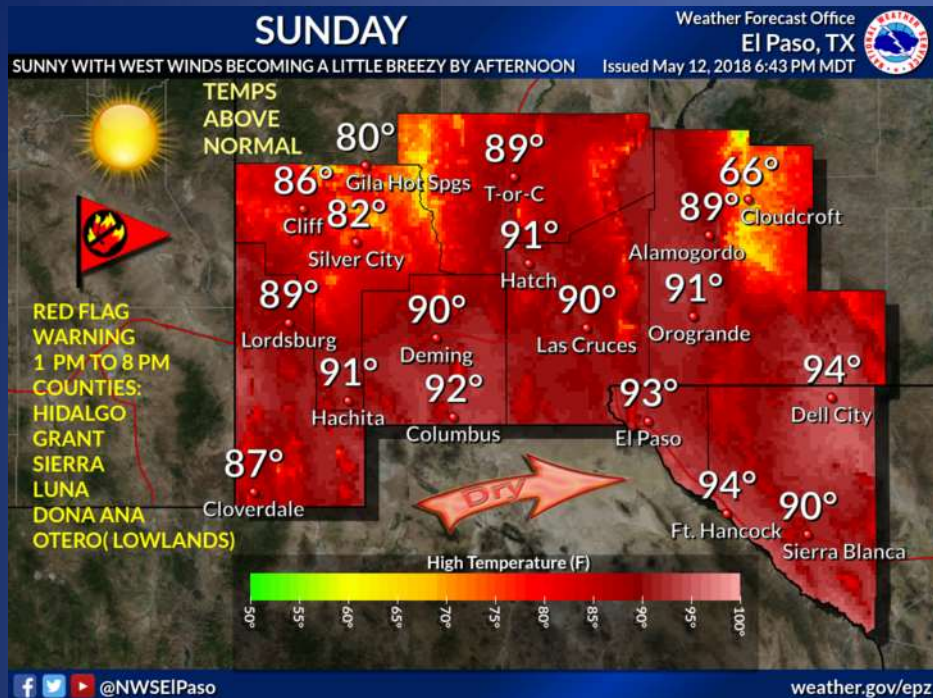 SUNDAY
Weather Forecast Office
El Paso, TX
SUNNY WITH WEST WINDS BECOMING A LITTLE BREEZY BY AFTERNOON
Issued May 12, 2018 6:43 PM MDT
NATIONAL WEATHER SERVICE
TEMPS
ABOVE
NORMAL
80°
Gila Hot Spgs
89°
T-or-C
66°
Cloudcroft
86°
Cliff
82°
Silver City
89°
Alamogordo
91°
Hatch
89°
Lordsburg
90°
Deming
90°
Las Cruces
91°
Orogrande
RED FLAG
WARNING
1 PM TO 8 PM
COUNTIES:
HIDALGO
GRANT
SIERRA
LUNA
DONA ANA
OTERO( LOWLANDS)
91°
Hachita
92°
Columbus
93°
El Paso
94°
Dell City
87°
Cloverdale
Dry
94°
Ft. Hancock
90°
Sierra Blanca
High Temperature (F)
50° 55° 60° 65° 70° 75° 80° 85° 90° 95° 100°
@NWSElPaso
weather.gov/epz